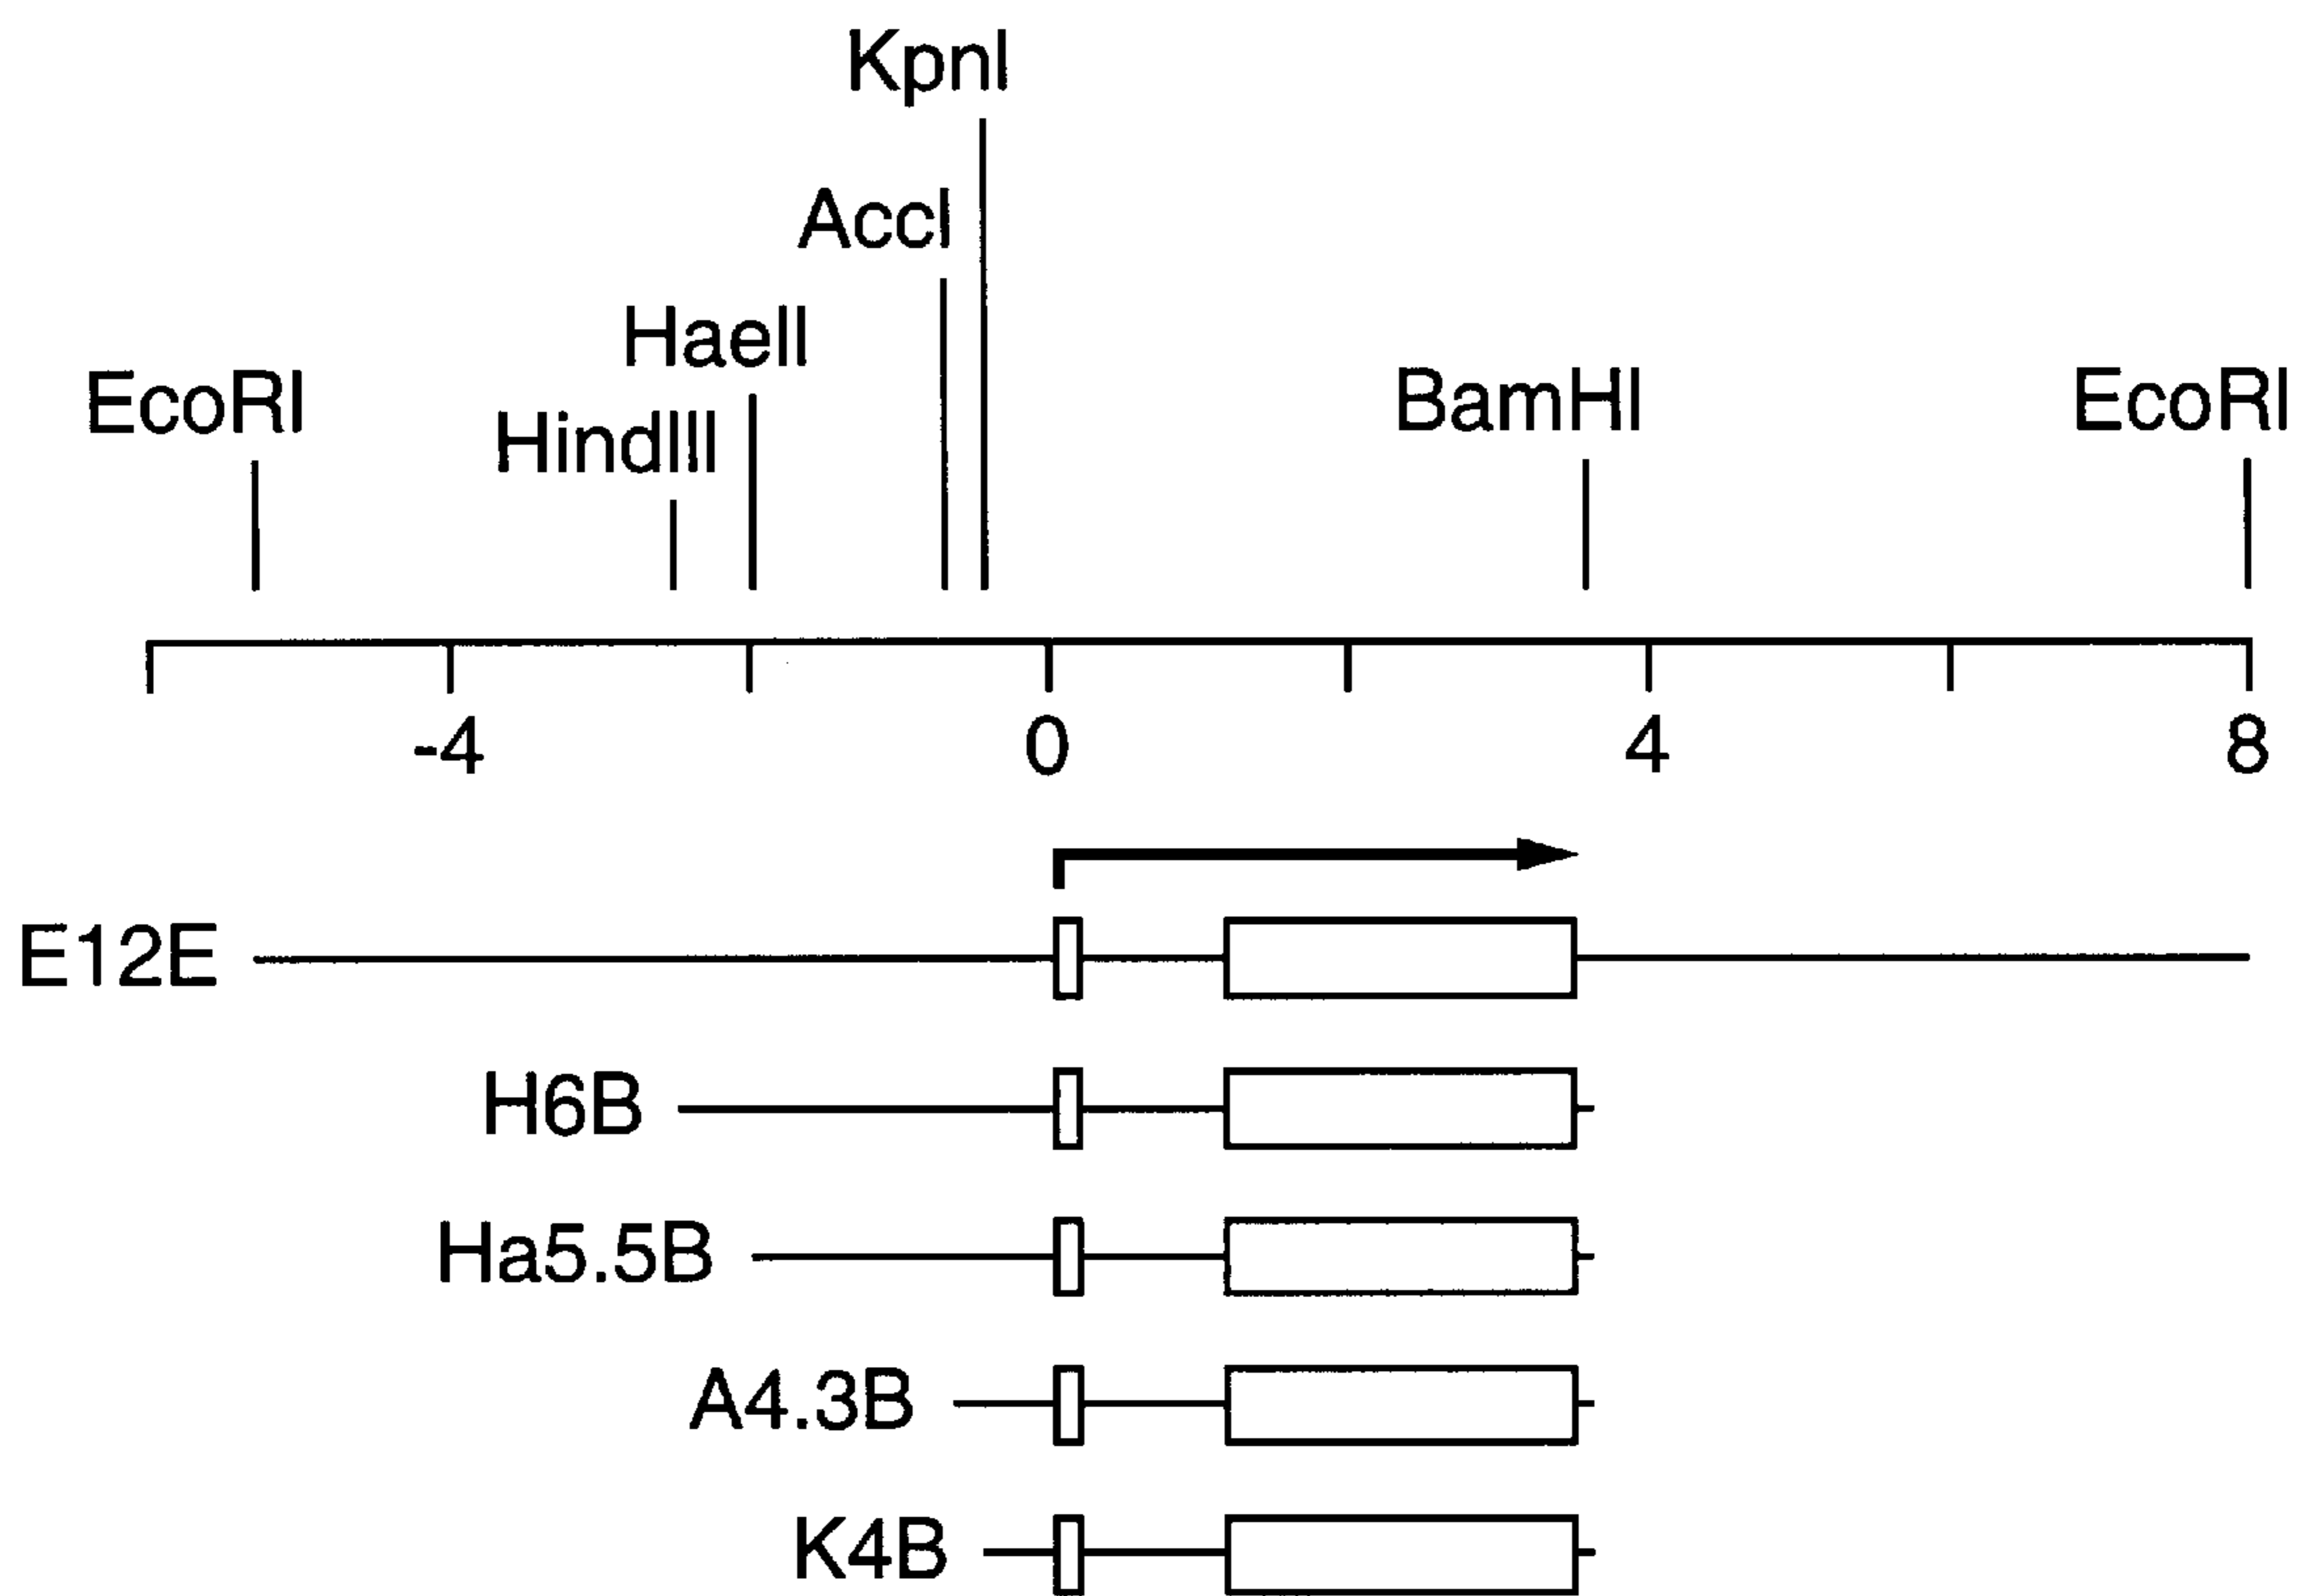 KpnI
AccI
HaeII
EcoRI
HindIII
BamHI
EcoRI
-4 0 4 8
E12E
H6B
Ha5.5B
A4.3B
K4B